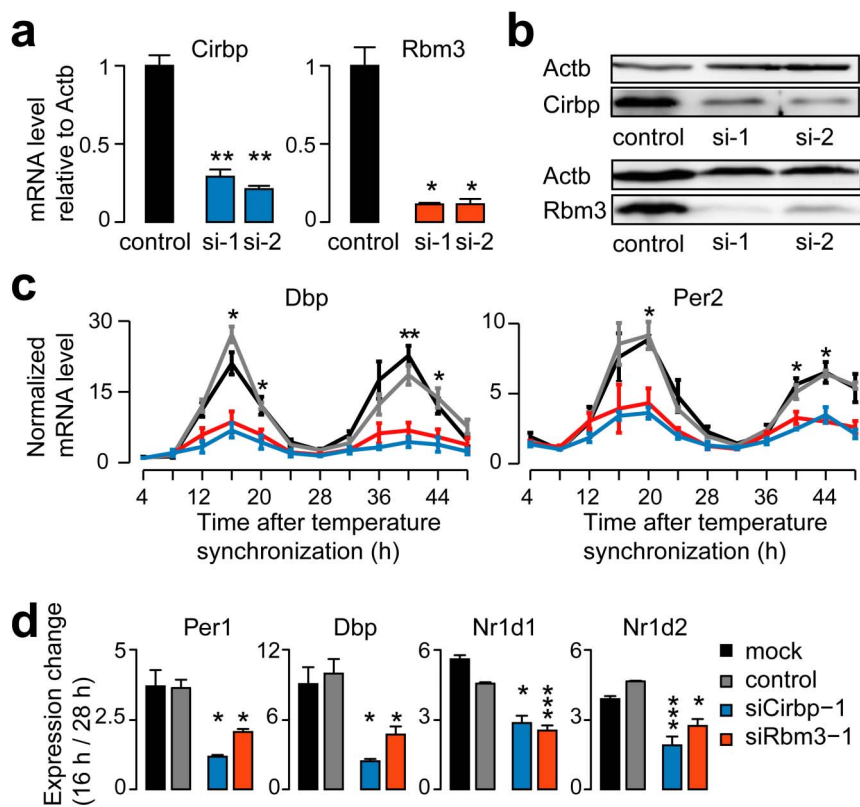 a
Cirbp
Rbm3
mRNA level
relative to Actb
1
0.5
0
** **
control si-1 si-2
1
0.5
0
* *
control si-1 si-2
b
Actb
Cirbp
control si-1 si-2
Actb
Rbm3
control si-1 si-2
c
Dbp
Normalized
mRNA level
30
15
0
* * ** *
4 12 20 28 36 44
Time after temperature
synchronization (h)
Per2
10
5
0
* * *
4 12 20 28 36 44
Time after temperature
synchronization (h)
d
Expression change
(16 h / 28 h)
Per1
5
2.5
0
* *
Dbp
12
6
0
* *
Nr1d1
6
3
0
* ***
Nr1d2
6
3
0
*** *
mock
control
siCirbp-1
siRbm3-1